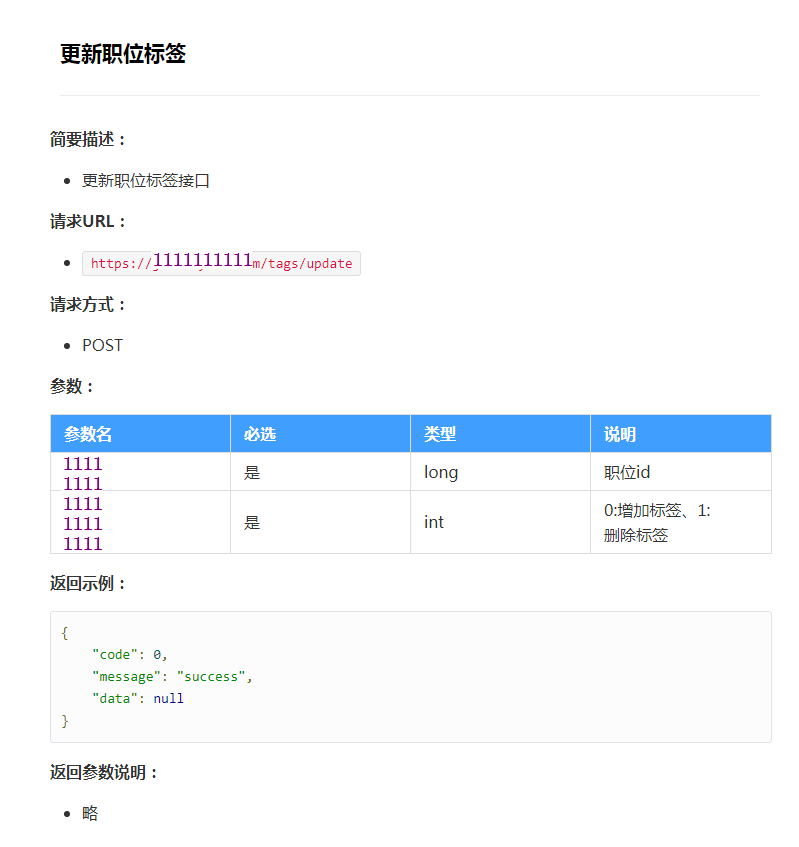 更新职位标签
简要描述：
更新职位标签接口
请求URL：
https://1111111111m/tags/update
请求方式：
POST
参数：
参数名 必选 类型 说明
1111
1111 是 long 职位id
1111
1111 是 int 0:增加标签、1:
1111 删除标签
返回示例：
{
"code": 0,
"message": "success",
"data": null
}
返回参数说明：
略